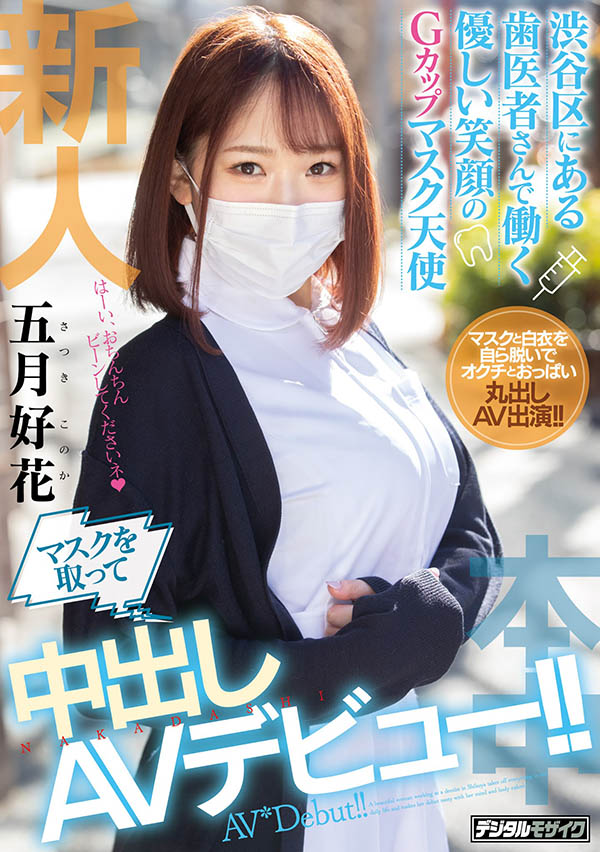 新人
渋谷区にある
歯医者さんで働く
優しい笑顔の
Gカップマスク天使
マスクと白衣を
自ら脱いで
オクチとおっぱい
丸出し
AV出演!!
はーい、おちんちん
ビーンしてくださいネ♥
五月好花
さつき このか
マスクを
取って
本中
中出し
NAKADASHI
AVデビュー!!
AV*Debut!!
デジタルモザイク